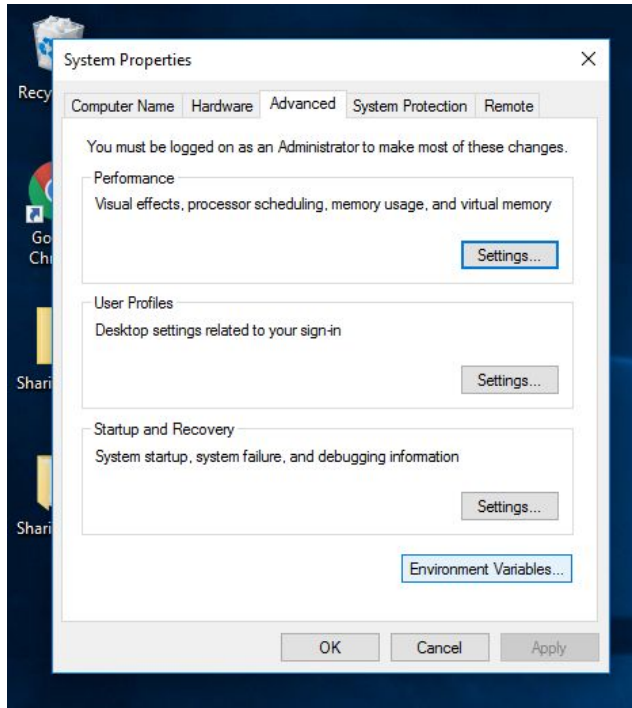 System Properties
Recy
Computer Name Hardware Advanced System Protection Remote
You must be logged on as an Administrator to make most of these changes.
Performance
Visual effects, processor scheduling, memory usage, and virtual memory
Settings...
Go
Ch
User Profiles
Desktop settings related to your sign-in
Settings...
Shari
Startup and Recovery
System startup, system failure, and debugging information
Settings...
Shari
Environment Variables...
OK Cancel Apply